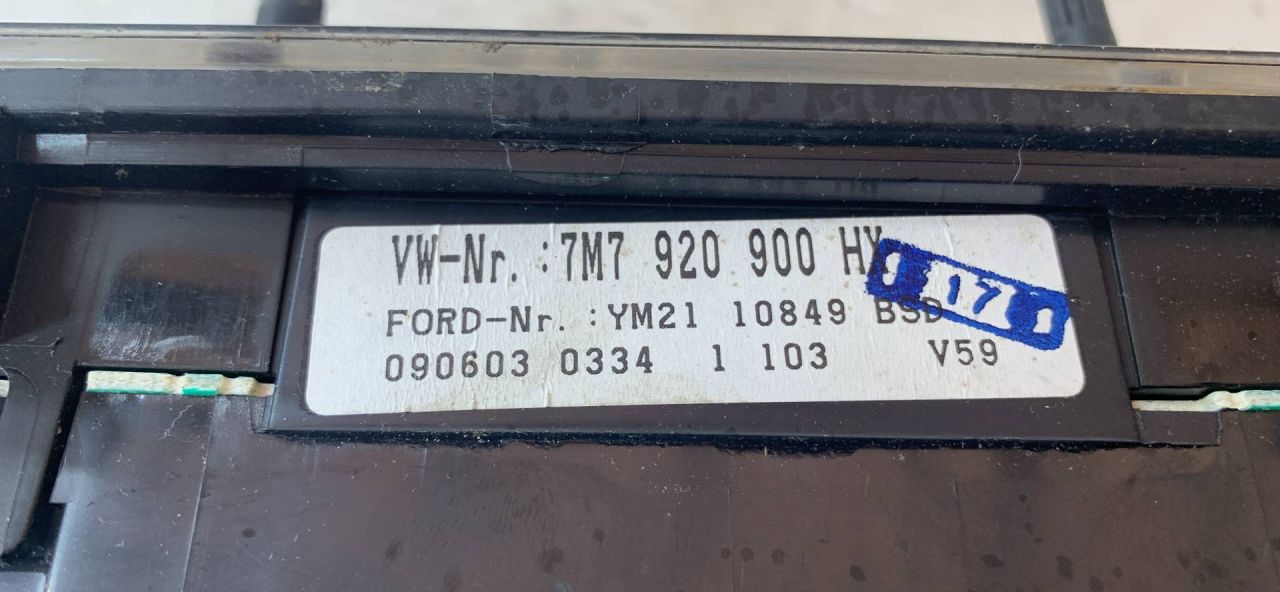 VW-Nr. :7M7 920 900 HX
FORD-Nr. :YM21 10849 BSD
17
090603 0334 1 103 V59